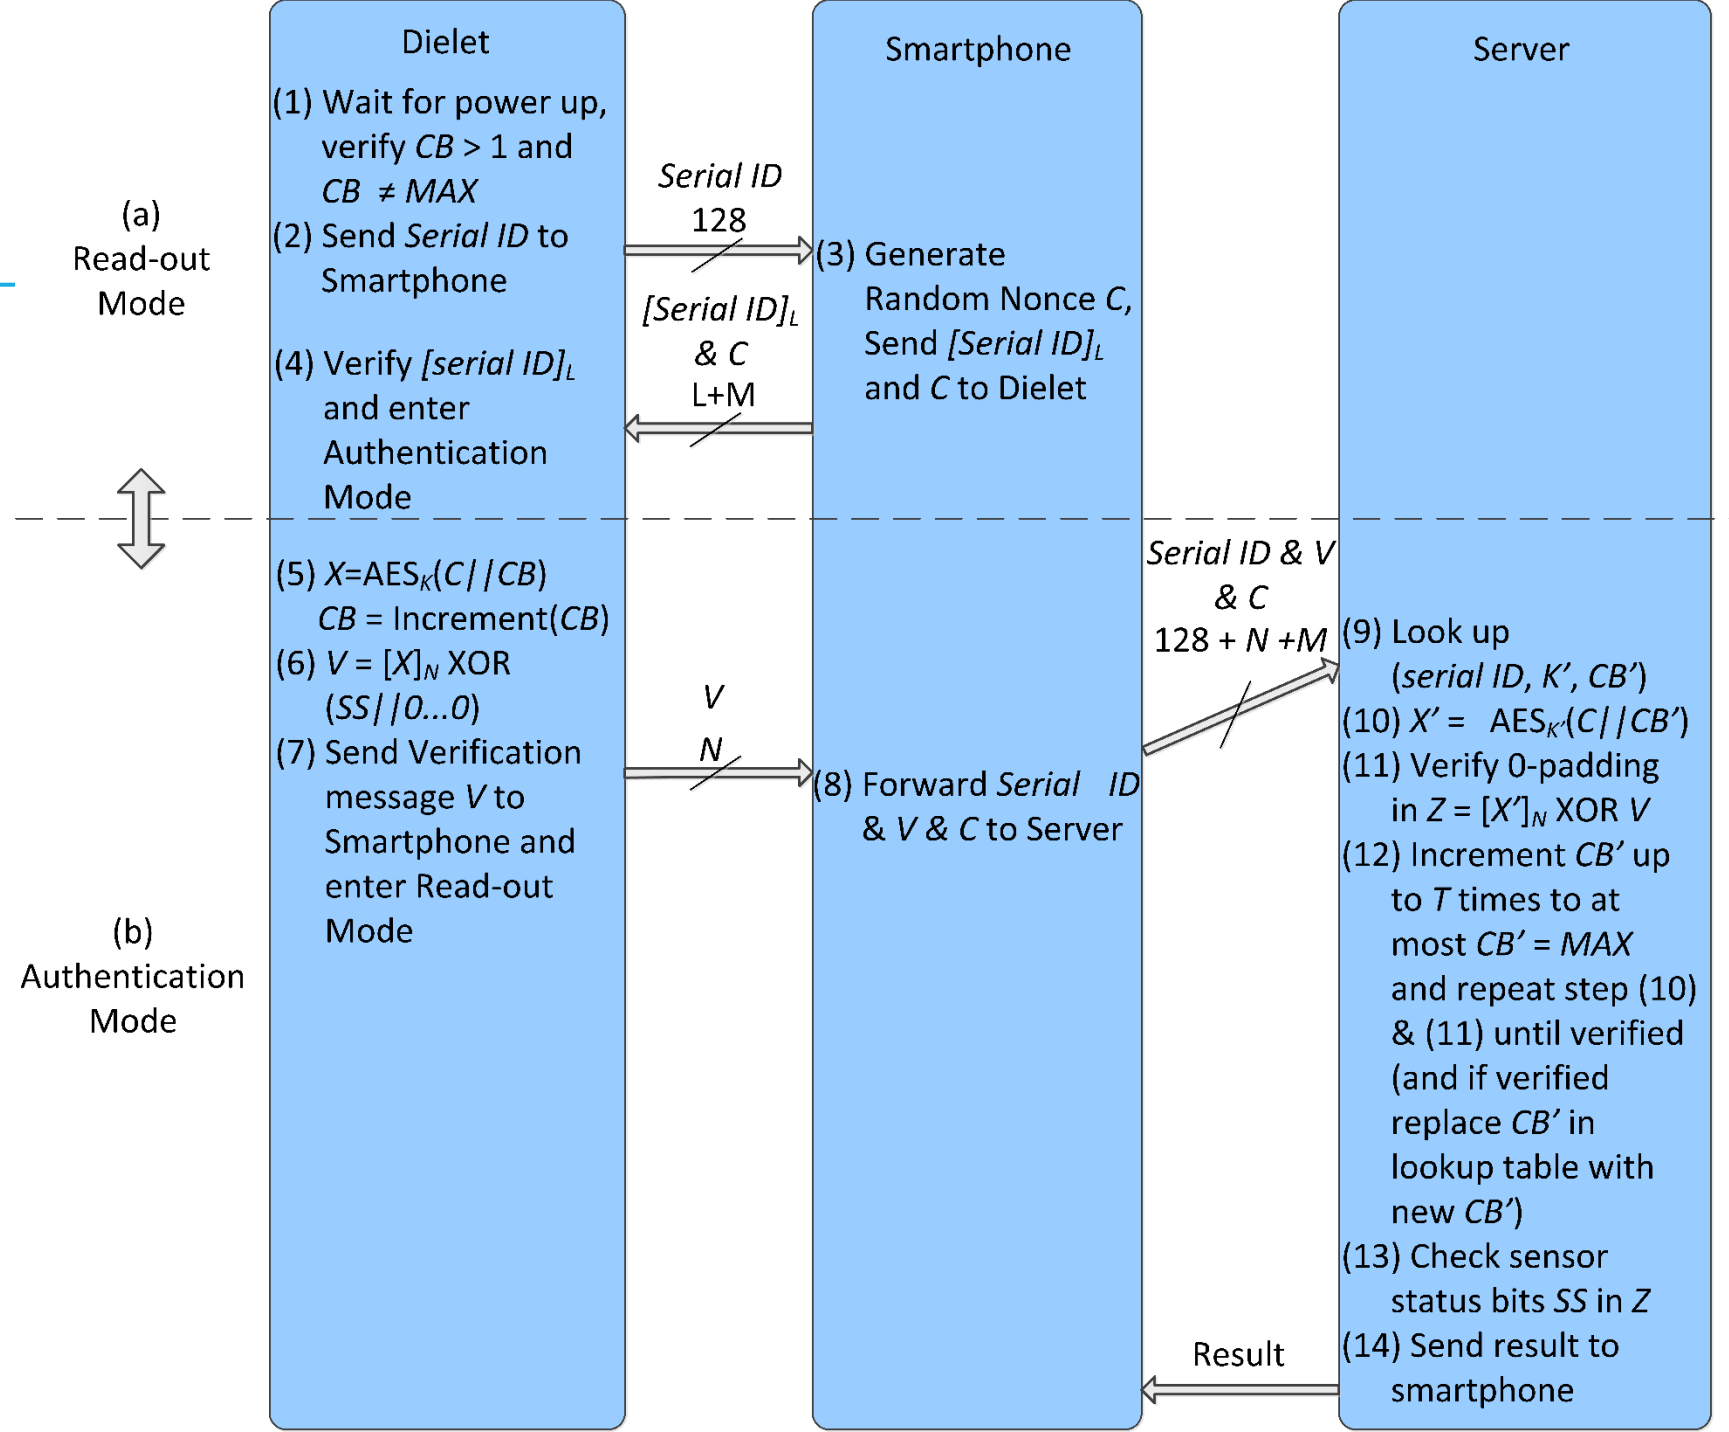 Dielet
(1) Wait for power up,
verify CB > 1 and
CB ≠ MAX
(2) Send Serial ID to
Smartphone
(4) Verify [serial ID]L
and enter
Authentication
Mode
(5) X=AESK(C||CB)
CB = Increment(CB)
(6) V = [X]N XOR
(SS||0...0)
(7) Send Verification
message V to
Smartphone and
enter Read-out
Mode
(a)
Read-out
Mode
(b)
Authentication
Mode
Serial ID
128
[Serial ID]L
& C
L+M
V
N
Smartphone
(3) Generate
Random Nonce C,
Send [Serial ID]L
and C to Dielet
(8) Forward Serial ID
& V & C to Server
Serial ID & V
& C
128 + N +M
Result
Server
(9) Look up
(serial ID, K’, CB’)
(10) X’ = AESK’(C||CB’)
(11) Verify 0-padding
in Z = [X’]N XOR V
(12) Increment CB’ up
to T times to at
most CB’ = MAX
and repeat step (10)
& (11) until verified
(and if verified
replace CB’ in
lookup table with
new CB’)
(13) Check sensor
status bits SS in Z
(14) Send result to
smartphone